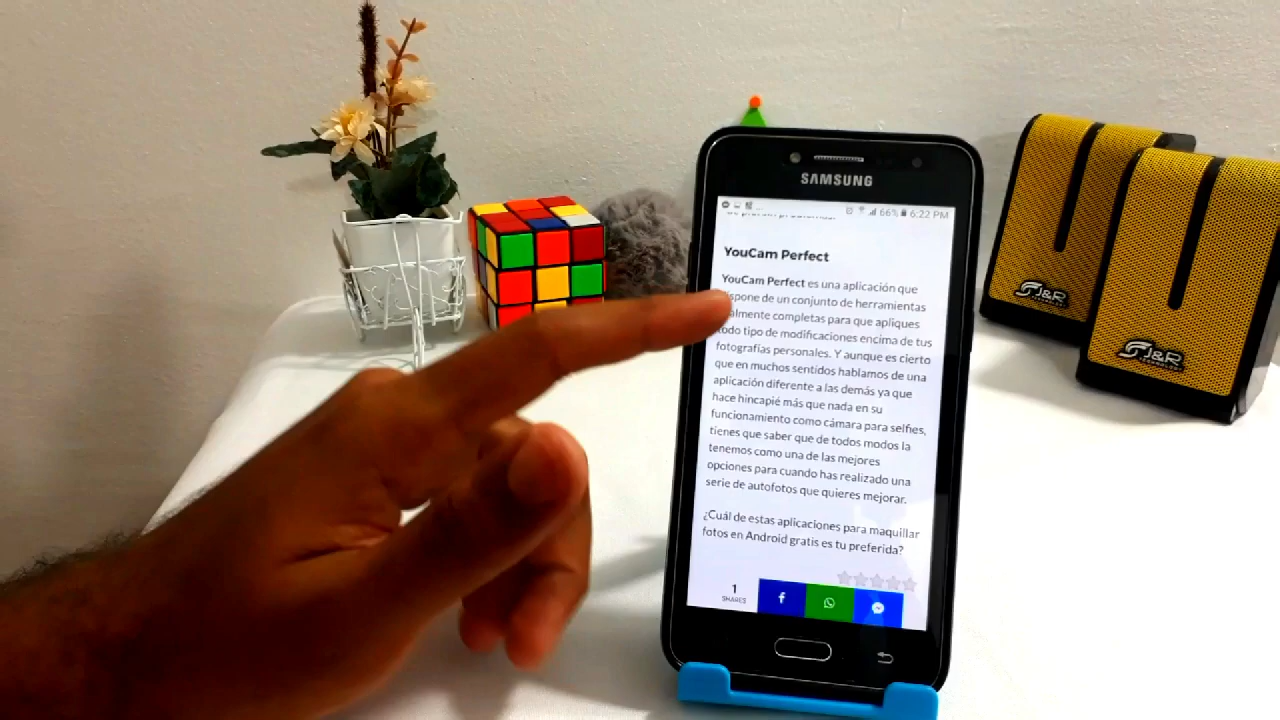 SAMSUNG
66% 6:22 PM
YouCam Perfect
YouCam Perfect es una aplicación que
dispone de un conjunto de herramientas
completas para que apliques
todo tipo de modificaciones encima de tus
fotografías personales. Y aunque es cierto
que en muchos sentidos hablamos de una
aplicación diferente a las demás ya que
hace hincapié más que nada en su
funcionamiento como cámara para selfies,
tienes que saber que de todos modos la
tenemos como una de las mejores
opciones para cuando has realizado una
serie de autofotos que quieres mejorar.
¿Cuál de estas aplicaciones para maquillar
fotos en Android gratis es tu preferida?
1
SHARES
f
J&R
J&R